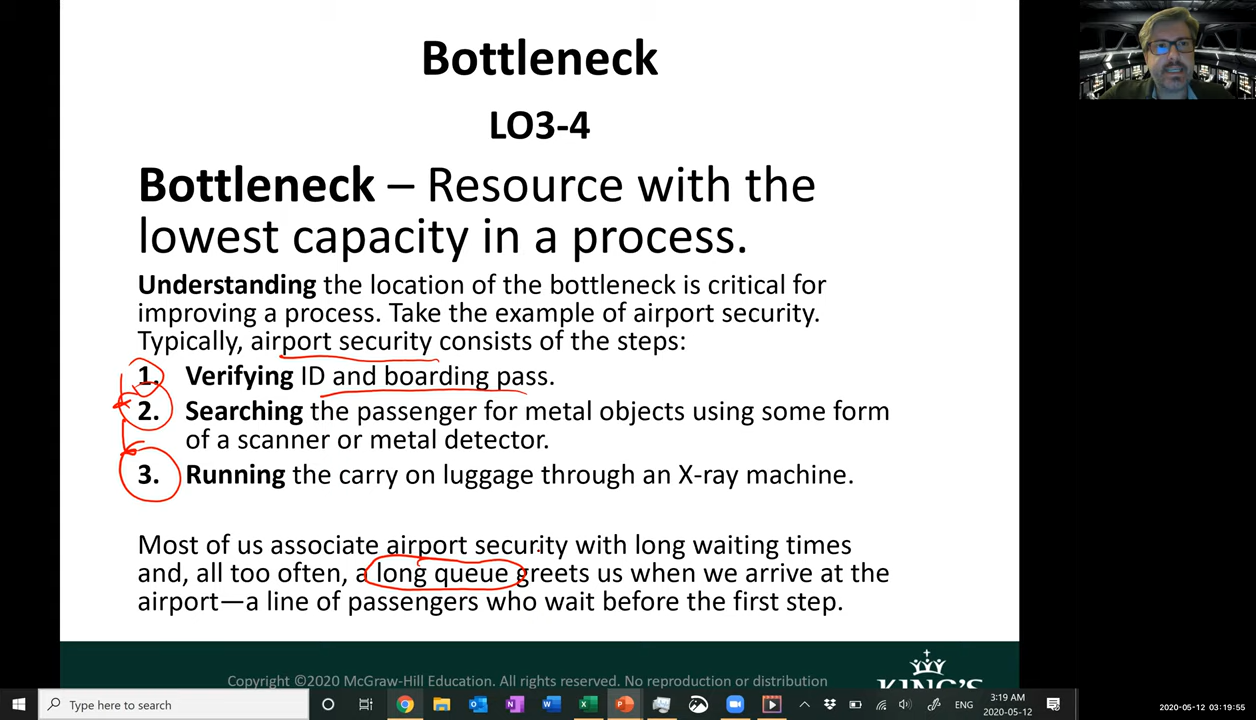 Bottleneck
LO3-4
Bottleneck – Resource with the
lowest capacity in a process.
Understanding the location of the bottleneck is critical for
improving a process. Take the example of airport security.
Typically, airport security consists of the steps:
1. Verifying ID and boarding pass.
2. Searching the passenger for metal objects using some form
of a scanner or metal detector.
3. Running the carry on luggage through an X-ray machine.
Most of us associate airport security with long waiting times
and, all too often, a long queue greets us when we arrive at the
airport—a line of passengers who wait before the first step.
Copyright ©2020 McGraw-Hill Education. All rights reserved. No reproduction or distribution
KING'S
Type here to search
ENG
3:19 AM
2020-05-12
2020-05-12 03:19:55